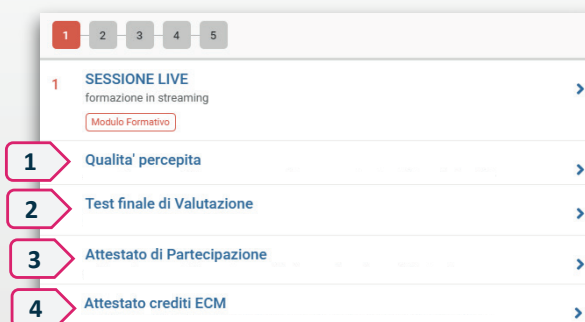 1 2 3 4 5
1 SESSIONE LIVE
formazione in streaming
Modulo Formativo
1 Qualita' percepita
2 Test finale di Valutazione
3 Attestato di Partecipazione
4 Attestato crediti ECM